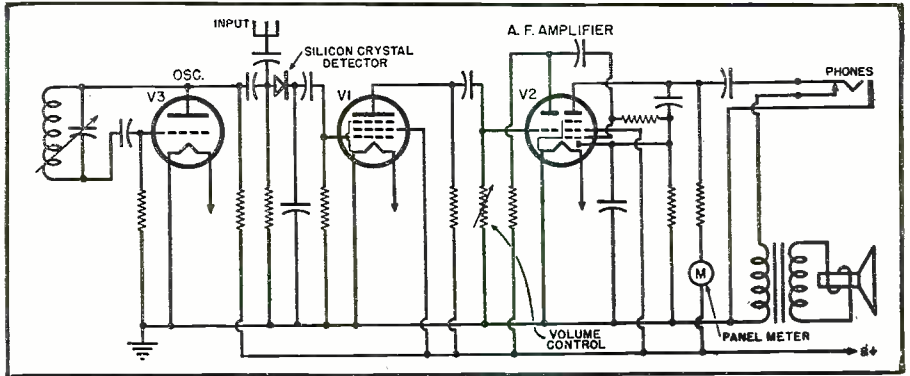 INPUT
A. F. AMPLIFIER
SILICON CRYSTAL
DETECTOR
OSC.
PHONES
V3
V1
V2
M
VOLUME
CONTROL
PANEL METER
B+